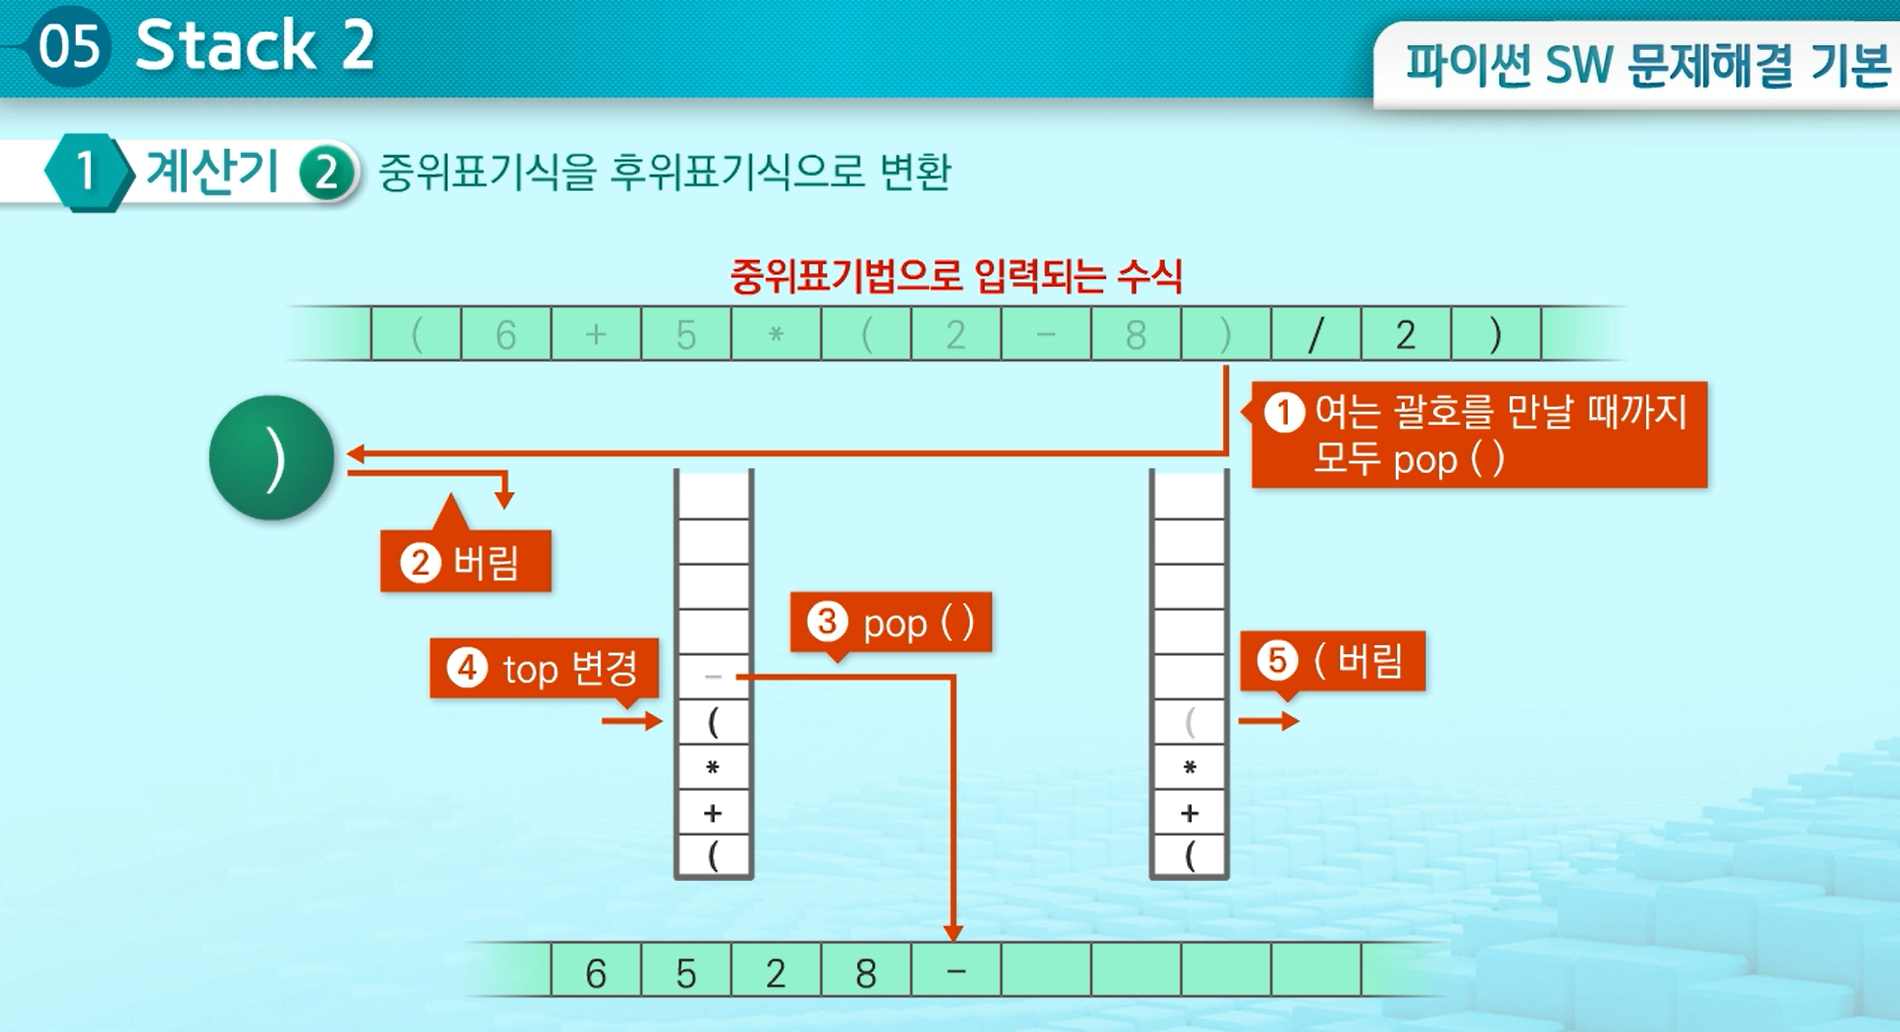 05 Stack 2
파이썬 SW 문제해결 기본
1 계산기 2 중위표기식을 후위표기식으로 변환
중위표기법으로 입력되는 수식
( 6 + 5 * ( 2 - 8 ) / 2 )
)
1 여는 괄호를 만날 때까지
모두 pop ( )
2 버림
3 pop ( )
4 top 변경
-
(
*
+
(
5 ( 버림
(
*
+
(
6 5 2 8 -